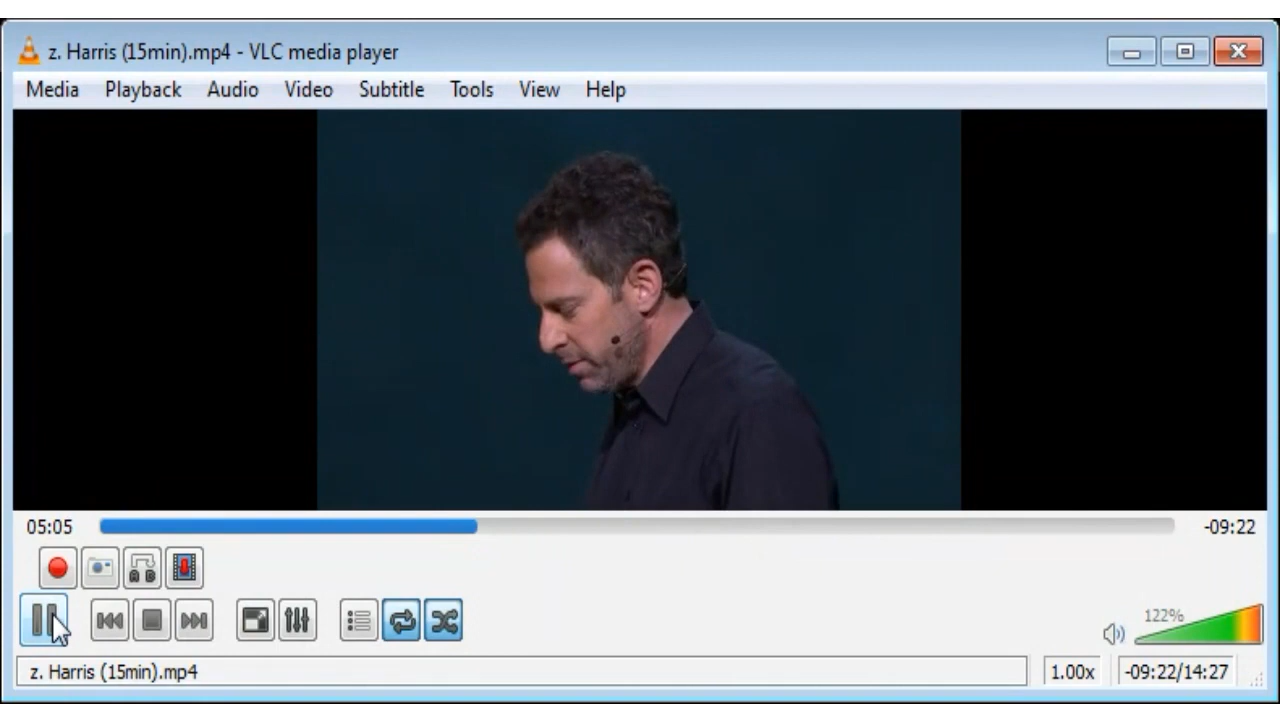 z. Harris (15min).mp4 - VLC media player
Media Playback Audio Video Subtitle Tools View Help
05:05 -09:22
A B
122%
z. Harris (15min).mp4 1.00x -09:22/14:27